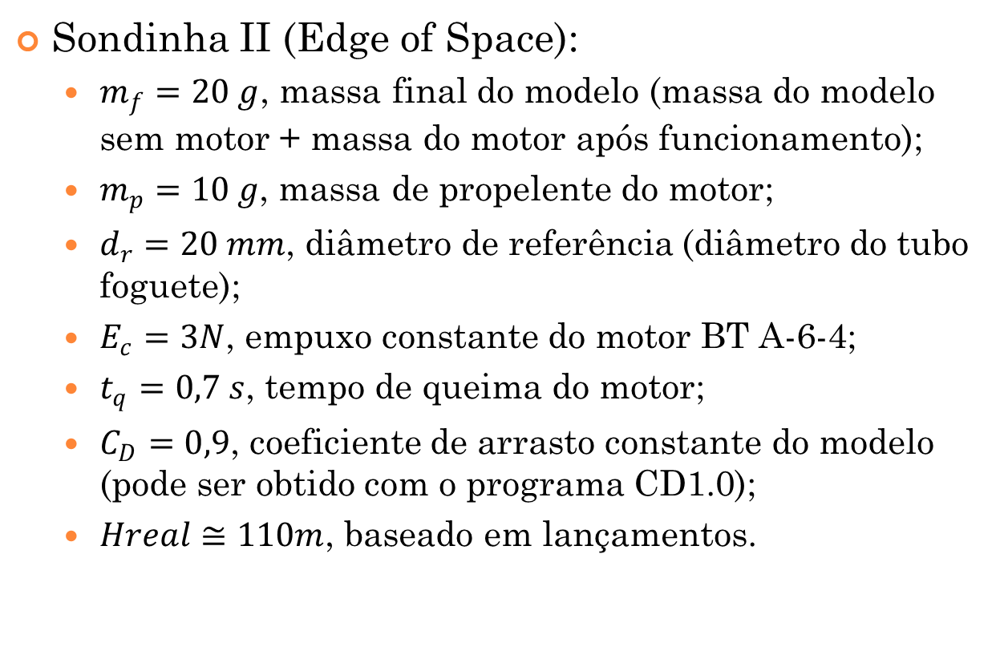 Sondinha II (Edge of Space):
m_f = 20 g, massa final do modelo (massa do modelo
sem motor + massa do motor após funcionamento);
m_p = 10 g, massa de propelente do motor;
d_r = 20 mm, diâmetro de referência (diâmetro do tubo
foguete);
E_c = 3N, empuxo constante do motor BT A-6-4;
t_q = 0,7 s, tempo de queima do motor;
C_D = 0,9, coeficiente de arrasto constante do modelo
(pode ser obtido com o programa CD1.0);
Hreal ≅ 110m, baseado em lançamentos.